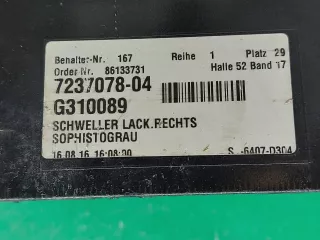 Behalter-Nr. 167 Reihe 1 Platz 29
Order Nr. 86133731 Halle 52 Band 17
7237078-04
G310089
SCHWELLER LACK.RECHTS
SOPHISTOGRAU
16.08.16 16:08:00 S -6407-D304